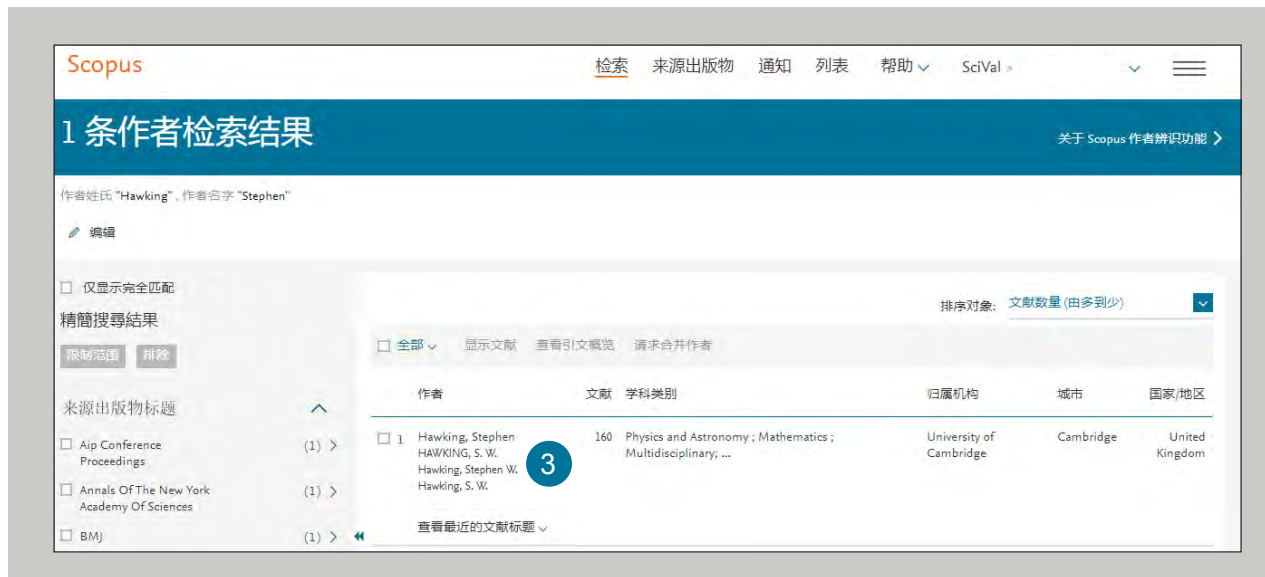 Scopus
检索 来源出版物 通知 列表 帮助 SciVal
1 条作者检索结果
关于 Scopus 作者辨识功能
作者姓氏 "Hawking" , 作者名字 "Stephen"
编辑
仅显示完全匹配
精簡搜尋結果
限制范围 排除
来源出版物标题
Aip Conference Proceedings (1)
Annals Of The New York Academy Of Sciences (1)
BMJ (1)
排序对象: 文献数量 (由多到少)
全部 显示文献 查看引文概览 请求合并作者
作者 文献 学科类别 归属机构 城市 国家/地区
1 Hawking, Stephen 160 Physics and Astronomy ; Mathematics ; University of Cambridge United
HAWKING, S. W. Multidisciplinary; ... Cambridge Kingdom
Hawking, Stephen W.
Hawking, S. W.
3
查看最近的文献标题